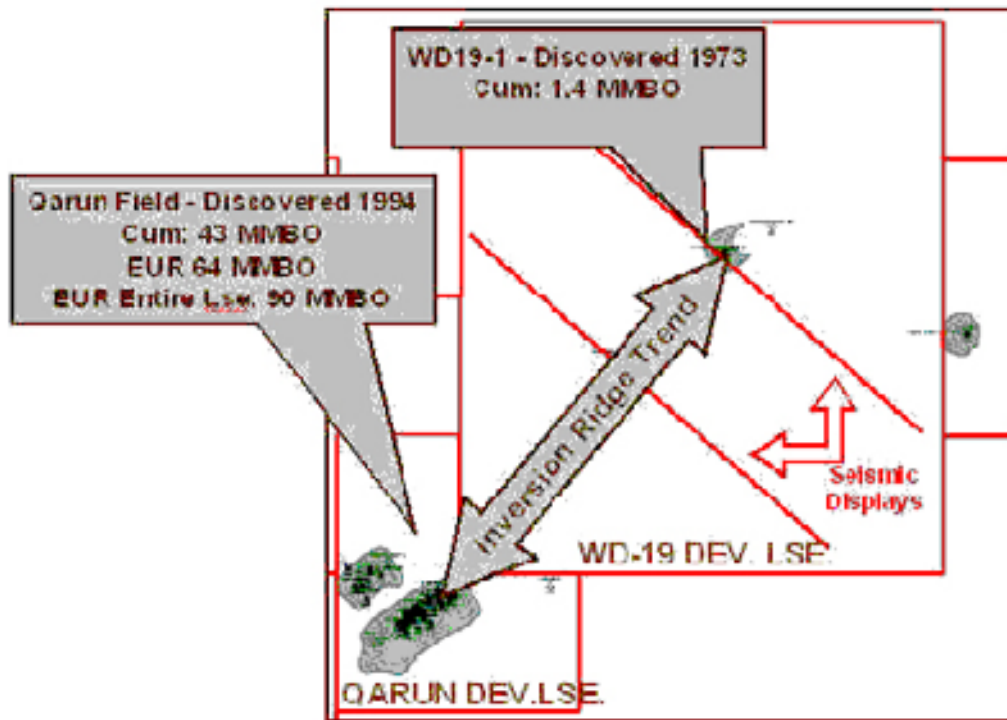 WD19-1 - Discovered 1973
Cum: 1.4 MMBO
Qarun Field - Discovered 1994
Cum: 43 MMBO
EUR 64 MMBO
EUR Entire Lse. 90 MMBO
Inversion Ridge Trend
Seismic
Displays
WD-19 DEV. LSE.
QARUN DEV.LSE.